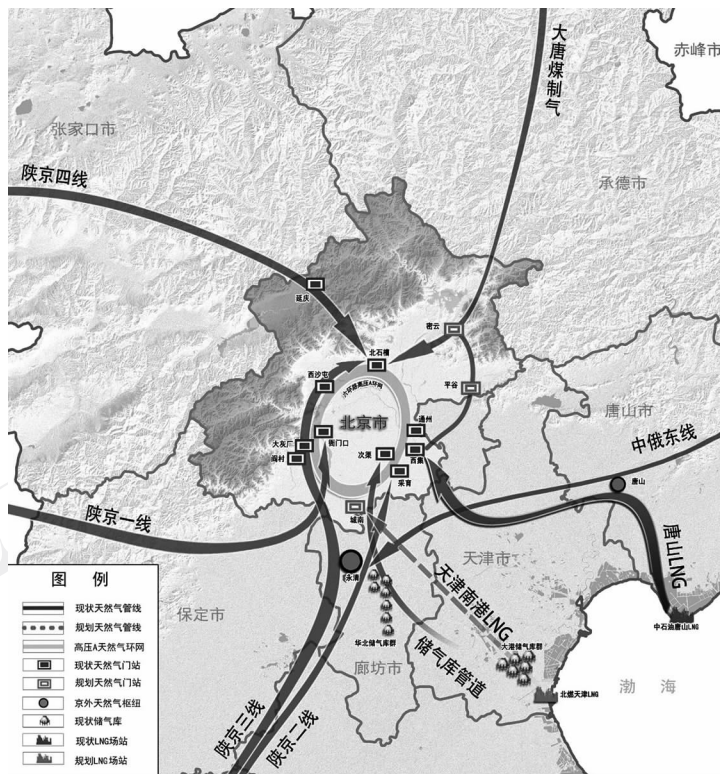 大唐煤制气
赤峰市
张家口市
陕京四线
承德市
延庆
密云
北石槽
西沙屯
平谷
六环路高压A环网
北京市
唐山市
通州
大灰厂
衙门口
中俄东线
阎村
次渠
西集
采育
唐山
陕京一线
城南
唐山LNG
天津市
永清
天津南港LNG
图 例
现状天然气管线
规划天然气管线
高压A天然气环网
现状天然气门站
规划天然气门站
京外天然气枢纽
现状储气库
现状LNG场站
规划LNG场站
保定市
中石油唐山LNG
华北储气库群
大港储气库群
廊坊市
储气库管道
渤 海
北燃天津LNG
陕京三线
陕京二线